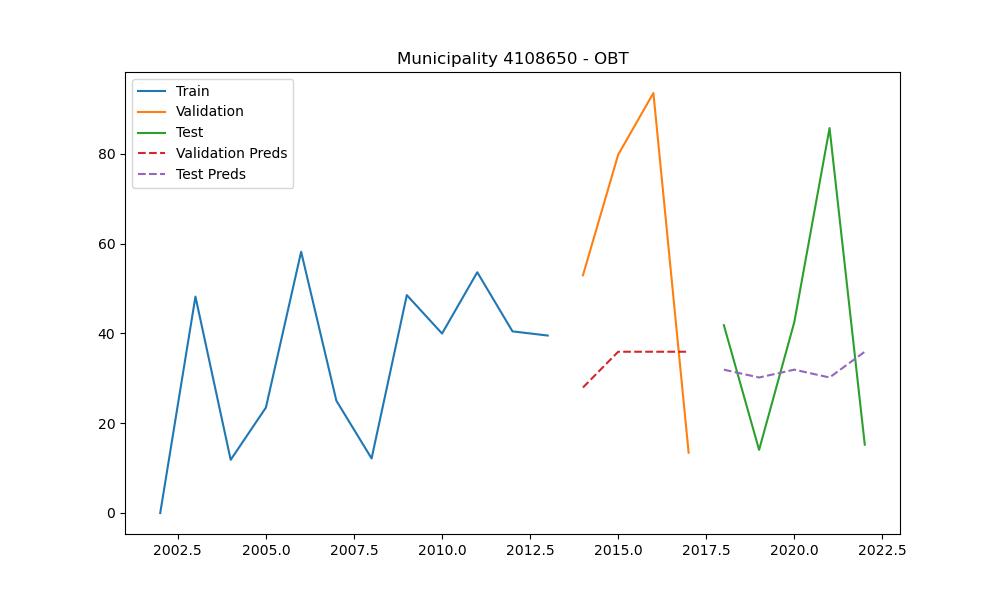 Municipality 4108650 - OBT
Train
Validation
Test
Validation Preds
Test Preds
80
60
40
20
0
2002.5 2005.0 2007.5 2010.0 2012.5 2015.0 2017.5 2020.0 2022.5